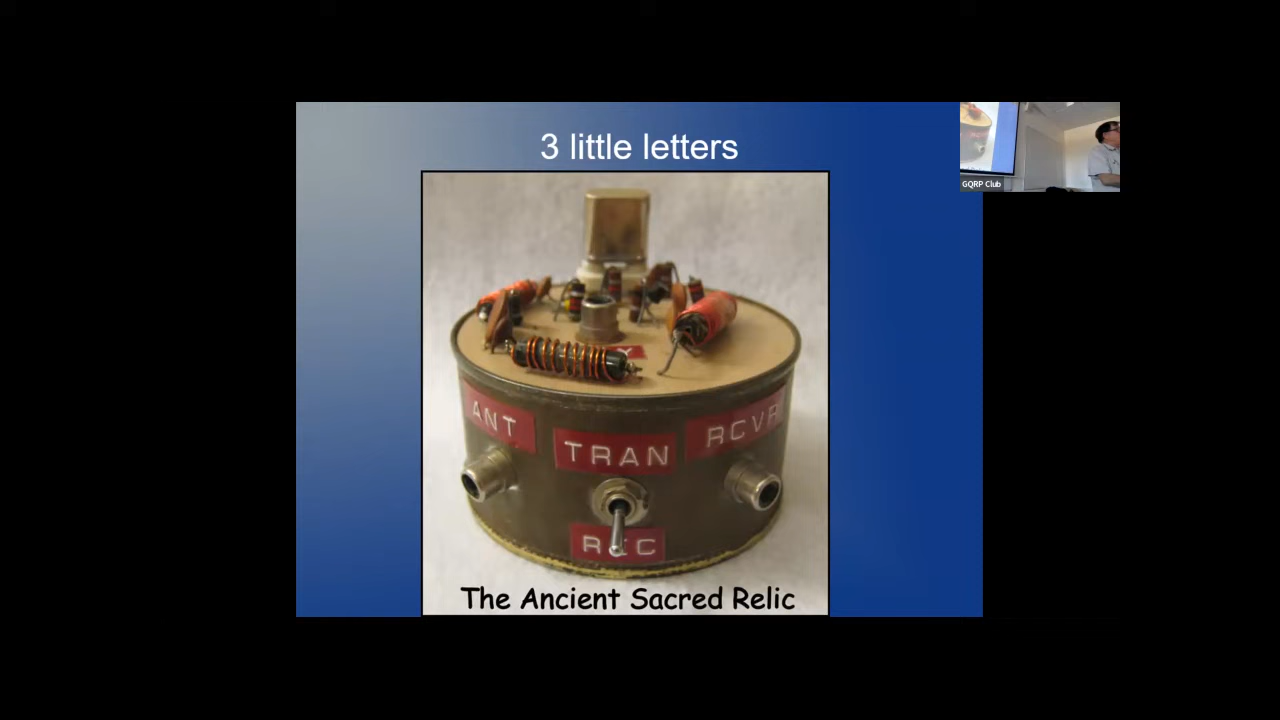 3 little letters
GQRP Club
Y
ANT
TRAN
RCVR
REC
The Ancient Sacred Relic